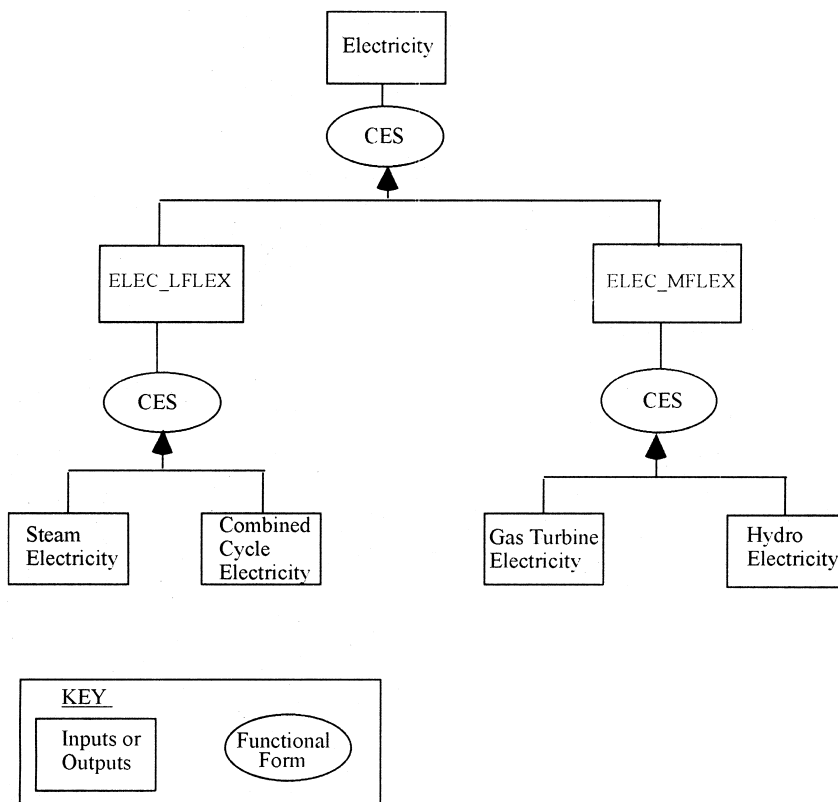 Electricity
CES
ELEC_LFLEX
ELEC_MFLEX
CES
CES
Steam
Electricity
Combined
Cycle
Electricity
Gas Turbine
Electricity
Hydro
Electricity
KEY
Inputs or
Outputs
Functional
Form